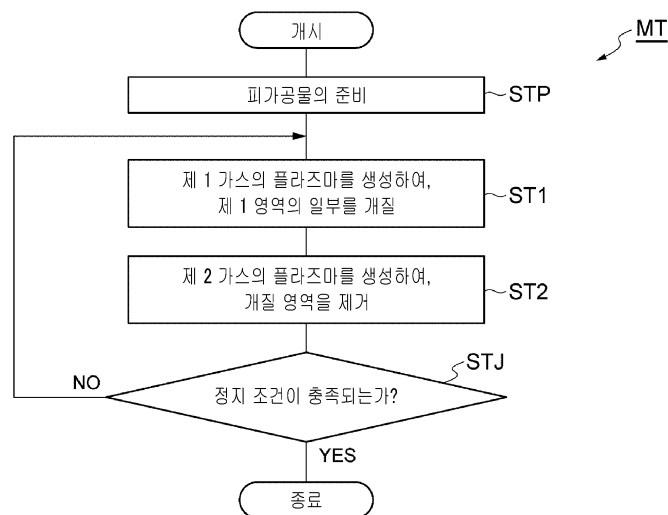 개시
MT
피가공물의 준비
STP
제 1 가스의 플라즈마를 생성하여,
제 1 영역의 일부를 개질
ST1
제 2 가스의 플라즈마를 생성하여,
개질 영역을 제거
ST2
STJ
NO
정지 조건이 충족되는가?
YES
종료